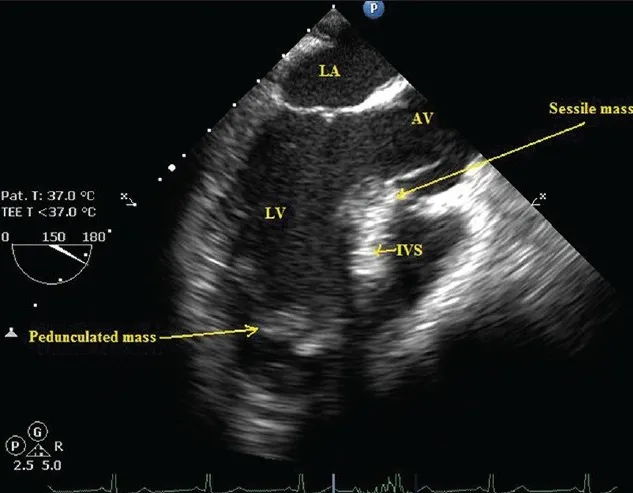 P
LA
Sessile mass
AV
Pat. T: 37.0 °C
TEE T <37.0 °C
x
x
0 150 180
LV
IVS
Pedunculated mass
G
P R
2.5 5.0